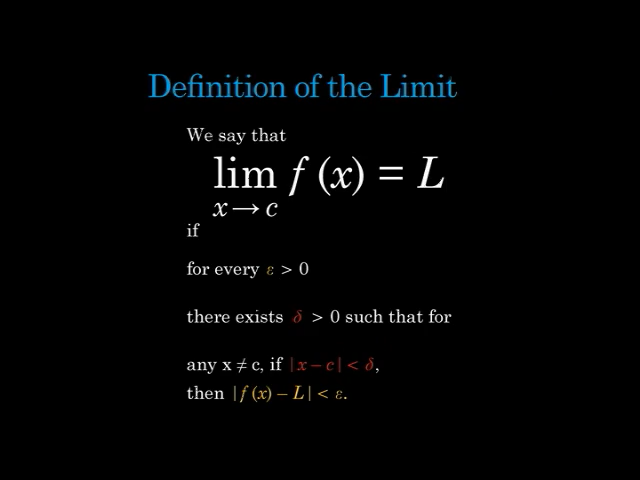 Definition of the Limit
We say that
lim f (x) = L
x → c
if
for every ε > 0
there exists δ > 0 such that for
any x ≠ c, if |x – c| < δ,
then |f (x) – L| < ε.